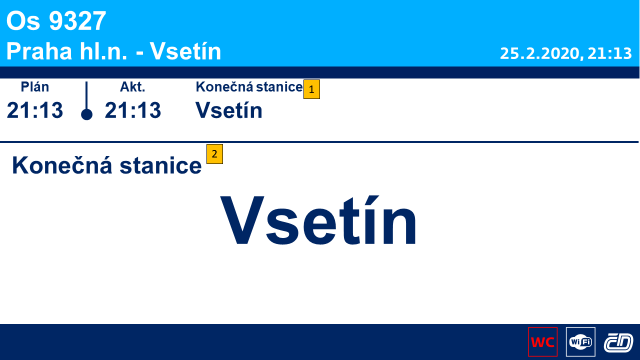 Os 9327
Praha hl.n. - Vsetín
25.2.2020, 21:13
Plán Akt. Konečná stanice 1
21:13 21:13 Vsetín
Konečná stanice 2
Vsetín
WC WiFi ČD